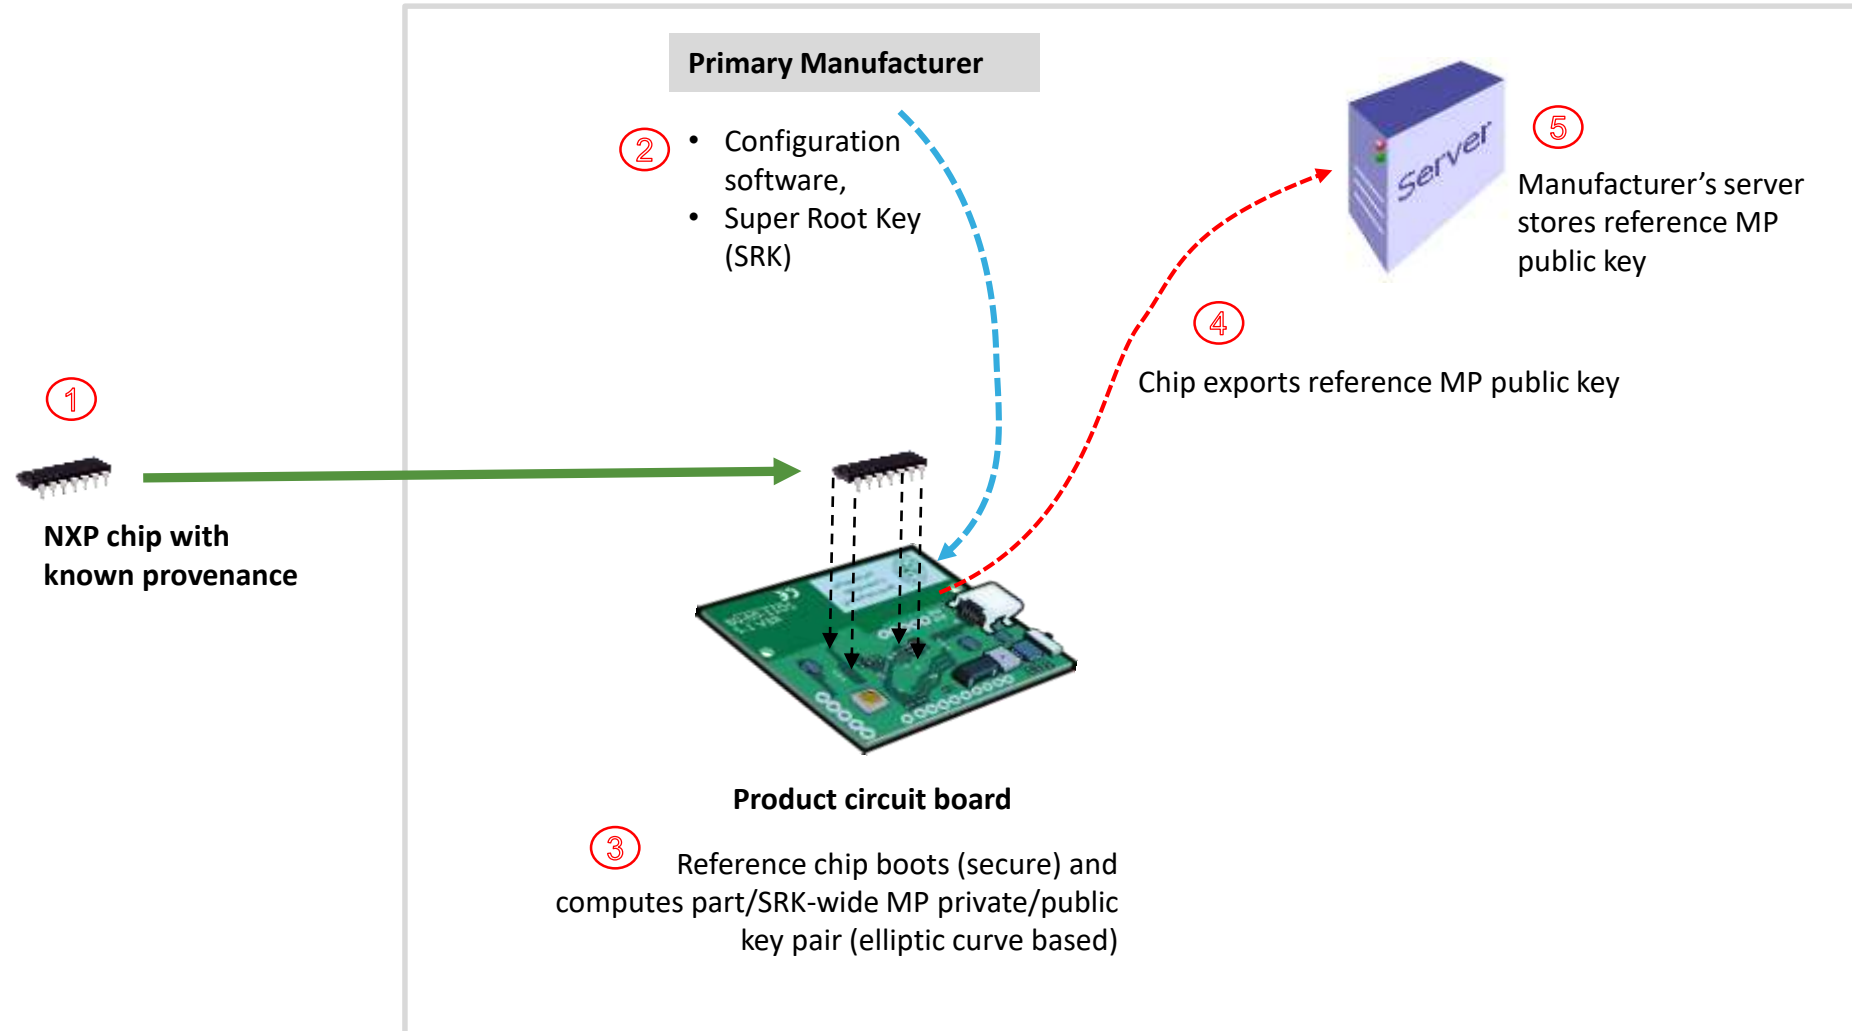 Primary Manufacturer
②
• Configuration
software,
• Super Root Key
(SRK)
Server
⑤
Manufacturer’s server
stores reference MP
public key
④
Chip exports reference MP public key
①
NXP chip with
known provenance
Product circuit board
③
Reference chip boots (secure) and
computes part/SRK-wide MP private/public
key pair (elliptic curve based)